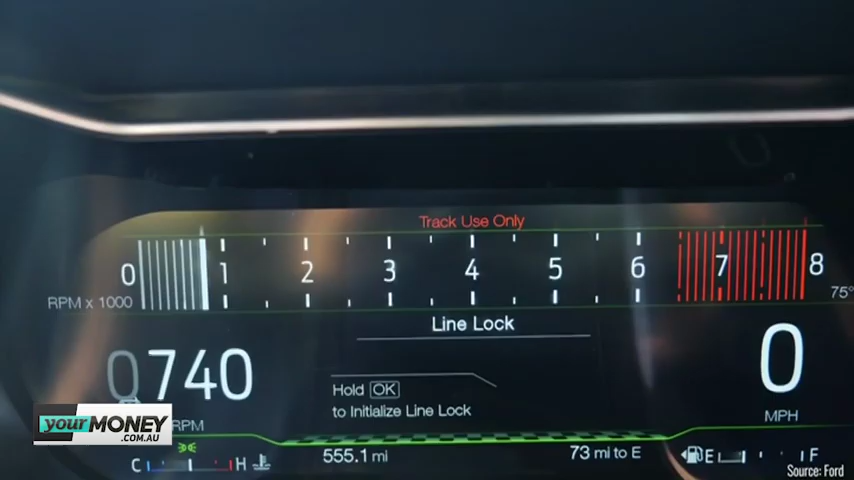 Track Use Only
0 1 2 3 4 5 6 7 8
RPM x 1000
75°
Line Lock
0740
0
Hold OK
to Initialize Line Lock
RPM
MPH
yourMONEY
.COM.AU
C H
555.1 mi
73 mi to E
E F
Source: Ford